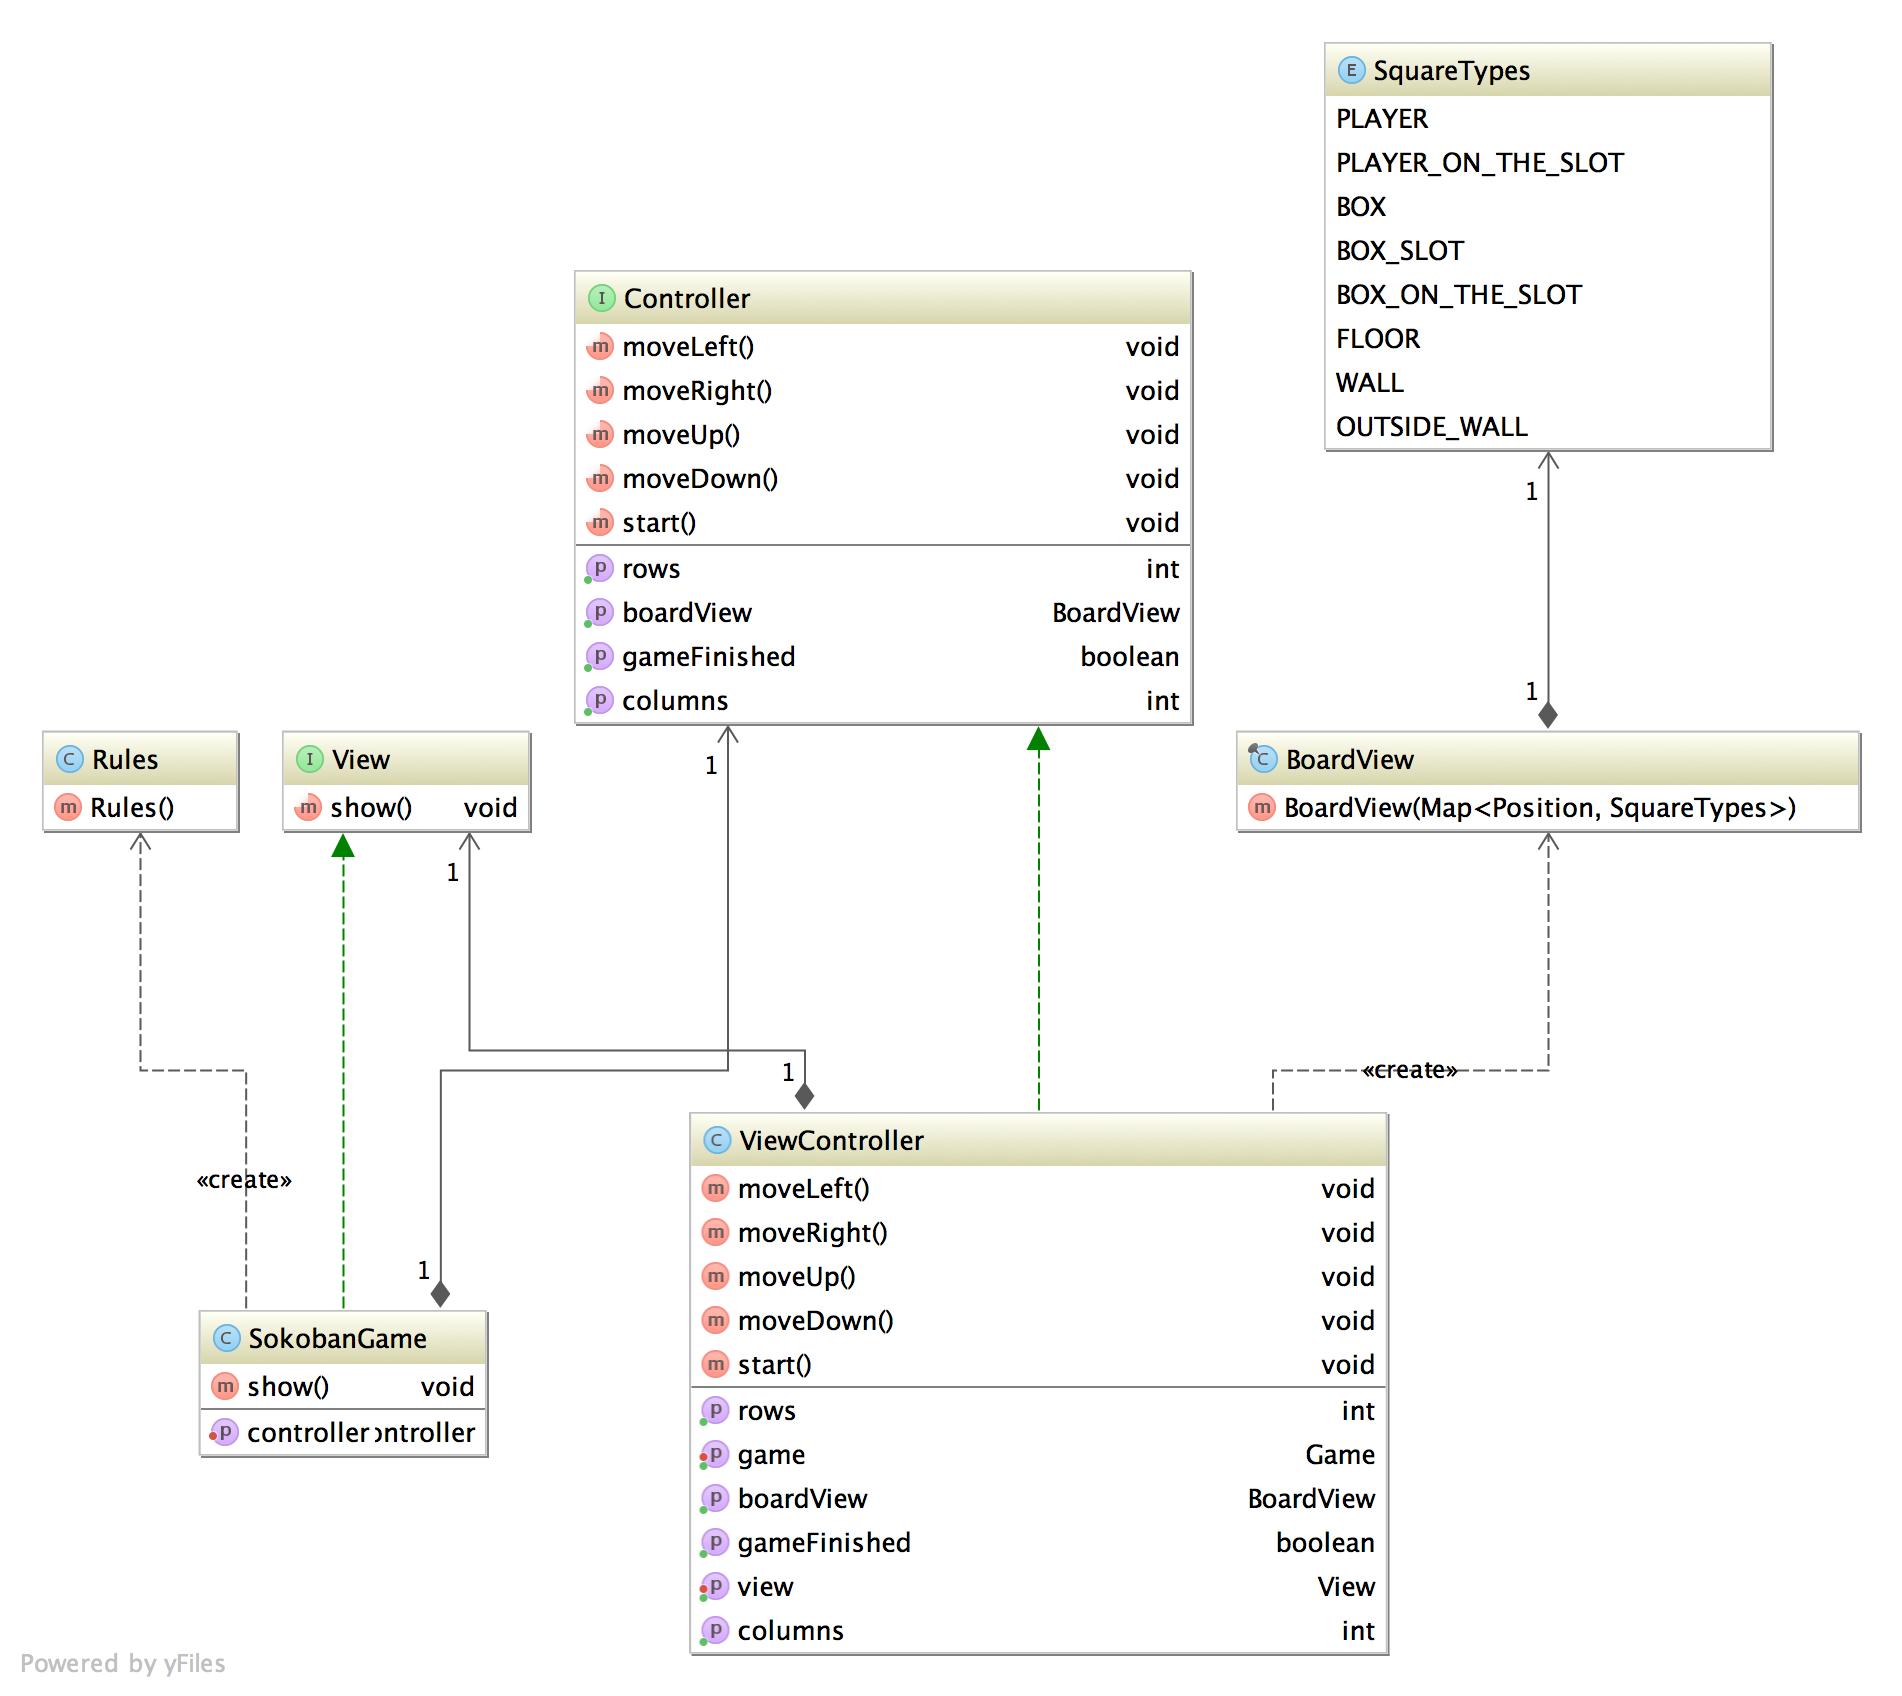 E SquareTypes
PLAYER
PLAYER_ON_THE_SLOT
BOX
BOX_SLOT
BOX_ON_THE_SLOT
FLOOR
WALL
OUTSIDE_WALL
1
1
I Controller
m moveLeft() void
m moveRight() void
m moveUp() void
m moveDown() void
m start() void
p rows int
p boardView BoardView
p gameFinished boolean
p columns int
1
C Rules
m Rules()
I View
m show() void
1
C BoardView
m BoardView(Map<Position, SquareTypes>)
«create»
1
«create»
1
C SokobanGame
m show() void
p controller ontroller
C ViewController
m moveLeft() void
m moveRight() void
m moveUp() void
m moveDown() void
m start() void
p rows int
p game Game
p boardView BoardView
p gameFinished boolean
p view View
p columns int
Powered by yFiles